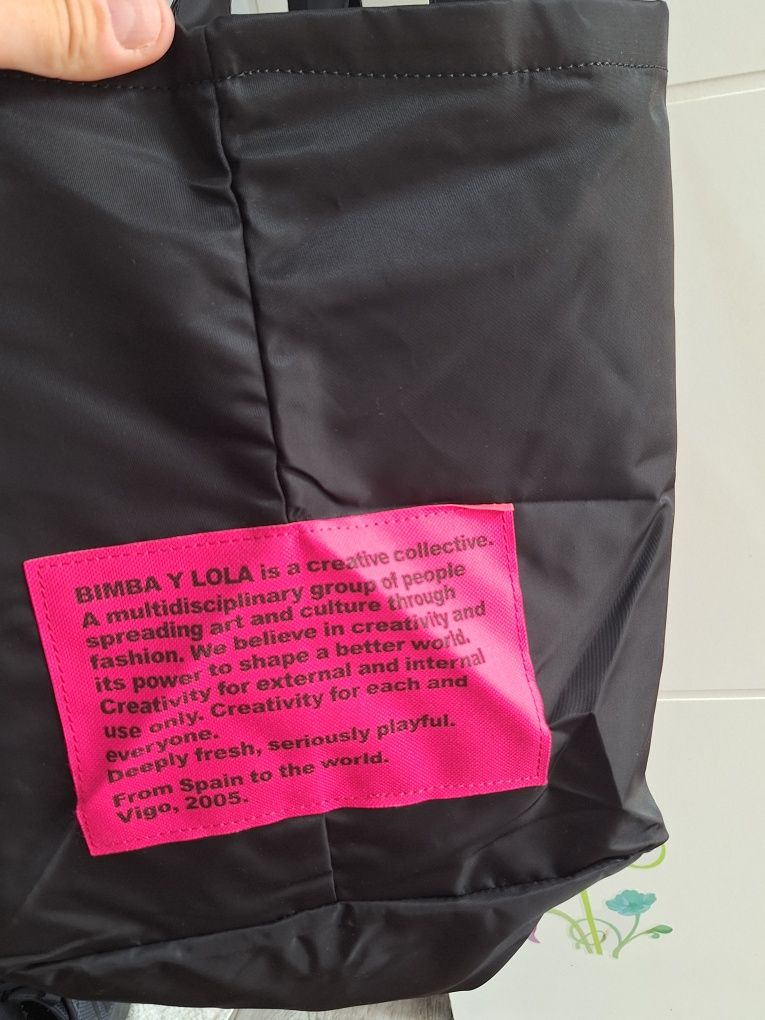 BIMBA Y LOLA is a creative collective.
A multidisciplinary group of people
spreading art and culture through
fashion. We believe in creativity and
its power to shape a better world.
Creativity for external and internal
use only. Creativity for each and
everyone.
Deeply fresh, seriously playful.
From Spain to the world.
Vigo, 2005.